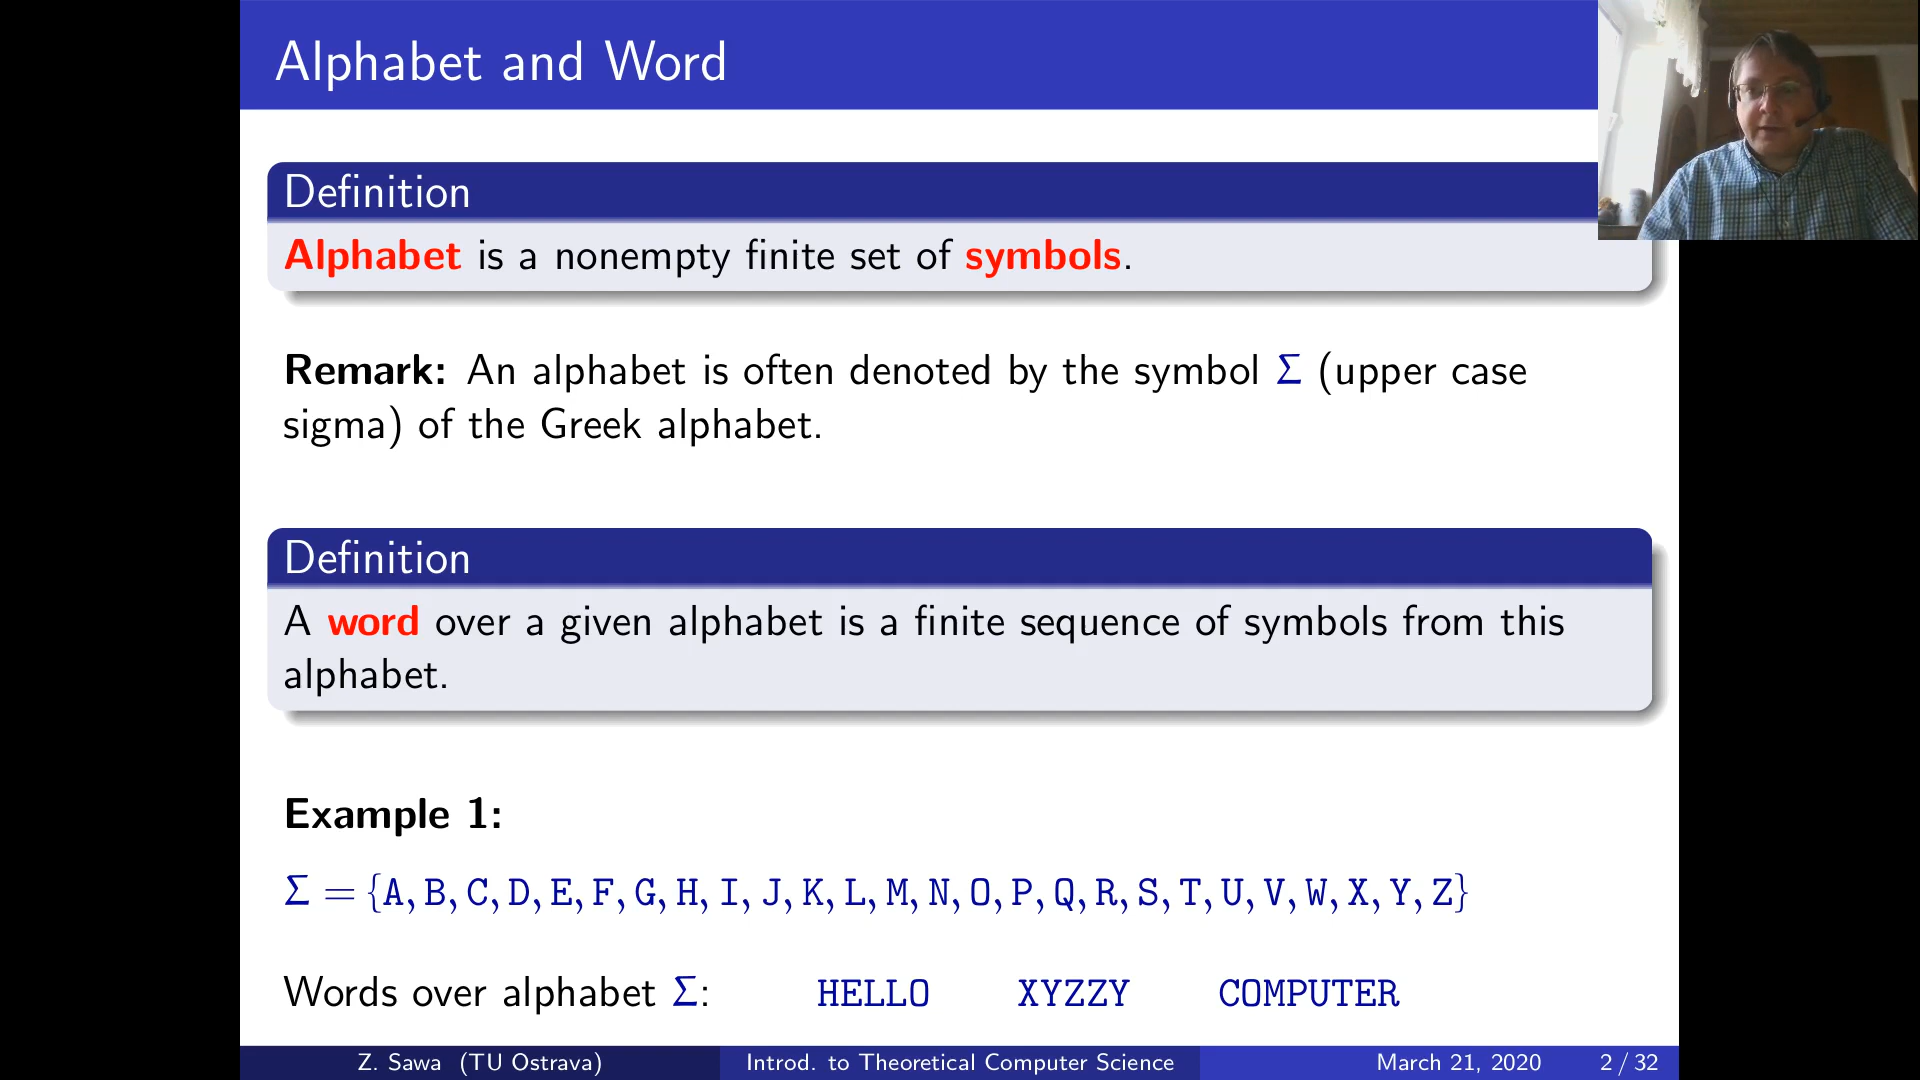 Alphabet and Word
Definition
Alphabet is a nonempty finite set of symbols.
Remark: An alphabet is often denoted by the symbol Σ (upper case
sigma) of the Greek alphabet.
Definition
A word over a given alphabet is a finite sequence of symbols from this
alphabet.
Example 1:
Σ = {A, B, C, D, E, F, G, H, I, J, K, L, M, N, O, P, Q, R, S, T, U, V, W, X, Y, Z}
Words over alphabet Σ: HELLO XYZZY COMPUTER
Z. Sawa (TU Ostrava) Introd. to Theoretical Computer Science March 21, 2020 2 / 32